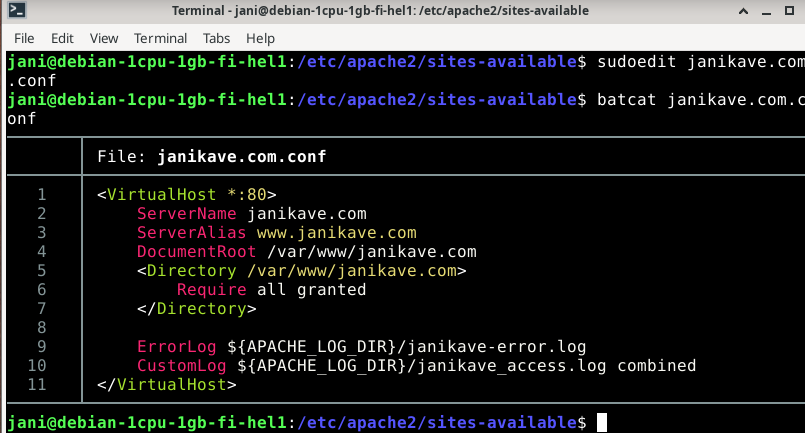 Terminal - jani@debian-1cpu-1gb-fi-hel1: /etc/apache2/sites-available
File Edit View Terminal Tabs Help
jani@debian-1cpu-1gb-fi-hel1:/etc/apache2/sites-available$ sudoedit janikave.com
.conf
jani@debian-1cpu-1gb-fi-hel1:/etc/apache2/sites-available$ batcat janikave.com.c
onf
File: janikave.com.conf
1 <VirtualHost *:80>
2     ServerName janikave.com
3     ServerAlias www.janikave.com
4     DocumentRoot /var/www/janikave.com
5     <Directory /var/www/janikave.com>
6         Require all granted
7     </Directory>
8
9     ErrorLog ${APACHE_LOG_DIR}/janikave-error.log
10     CustomLog ${APACHE_LOG_DIR}/janikave_access.log combined
11 </VirtualHost>
jani@debian-1cpu-1gb-fi-hel1:/etc/apache2/sites-available$